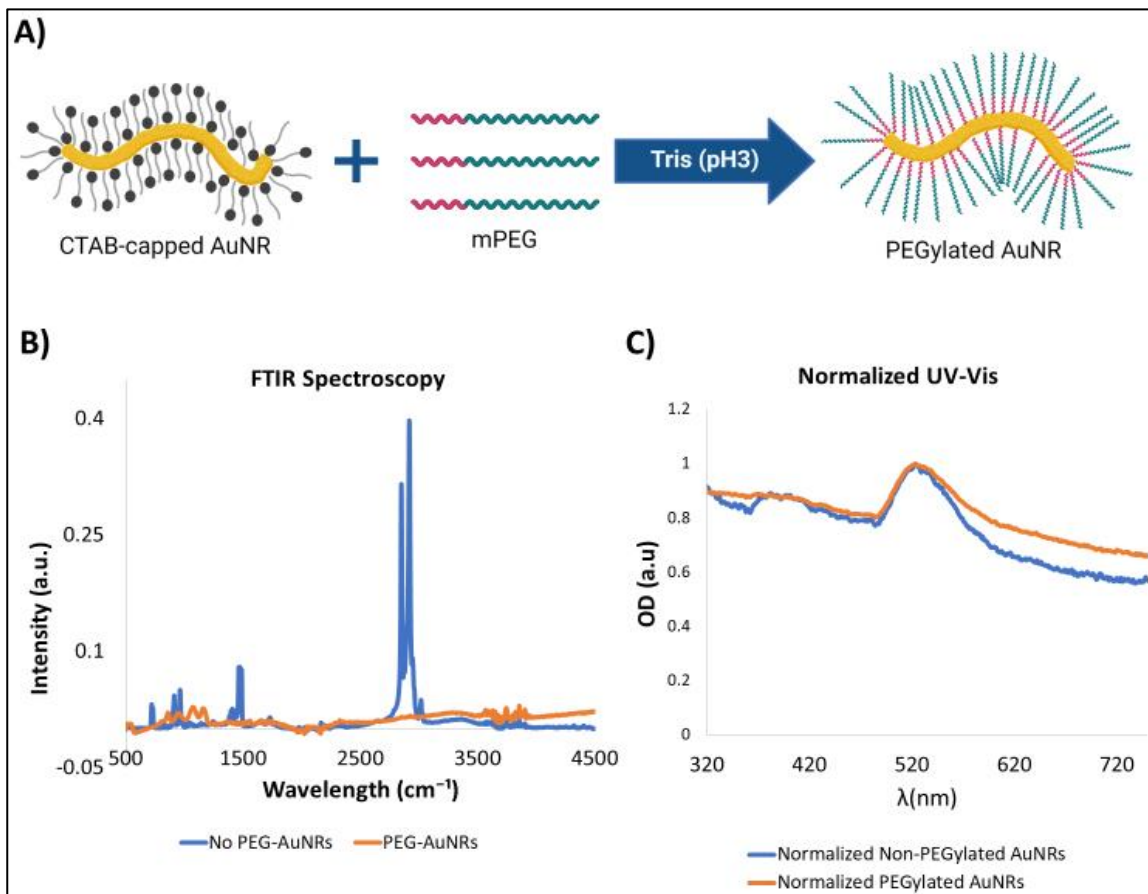 A)
CTAB-capped AuNR
+
mPEG
Tris (pH3)
PEGylated AuNR
B)
FTIR Spectroscopy
Intensity (a.u.)
0.4
0.25
0.1
-0.05
500
1500
2500
3500
4500
Wavelength (cm⁻¹)
No PEG-AuNRs
PEG-AuNRs
C)
Normalized UV-Vis
OD (a.u)
1.2
1
0.8
0.6
0.4
0.2
0
320
420
520
620
720
λ(nm)
Normalized Non-PEGylated AuNRs
Normalized PEGylated AuNRs